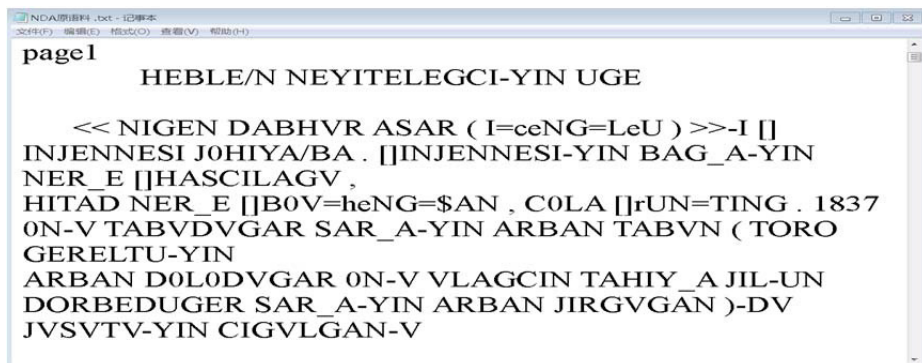 NDA原语料 .txt - 记事本
文件(F) 编辑(E) 格式(O) 查看(V) 帮助(H)
page1
HEBLE/N NEYITELEGCI-YIN UGE
<< NIGEN DABHVR ASAR ( I=ceNG=LeU ) >>-I []
INJENNESI J0HIYA/BA . []INJENNESI-YIN BAG_A-YIN
NER_E []HASCILAGV ,
HITAD NER_E []B0V=heNG=$AN , C0LA []rUN=TING . 1837
0N-V TABVDVGAR SAR_A-YIN ARBAN TABVN ( TORO
GERELTU-YIN
ARBAN D0L0DVGAR 0N-V VLAGCIN TAHIY_A JIL-UN
DORBEDUGER SAR_A-YIN ARBAN JIRGVGAN )-DV
JVSVTV-YIN CIGVLGAN-V